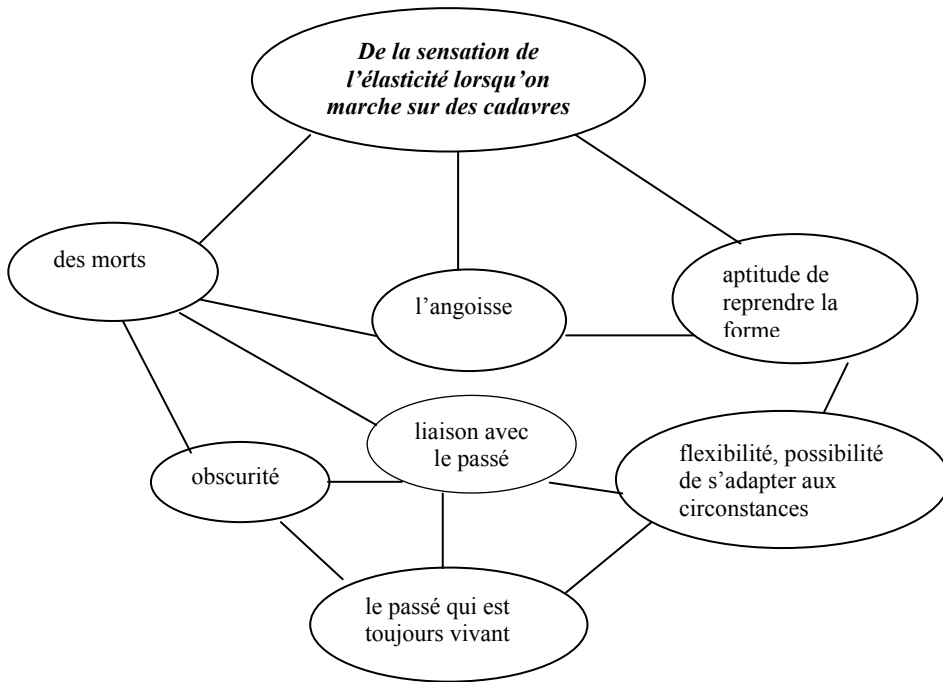 De la sensation de
l'élasticité lorsqu'on
marche sur des cadavres
des morts
l'angoisse
aptitude de
reprendre la
forme
liaison avec
le passé
obscurité
flexibilité, possibilité
de s'adapter aux
circonstances
le passé qui est
toujours vivant